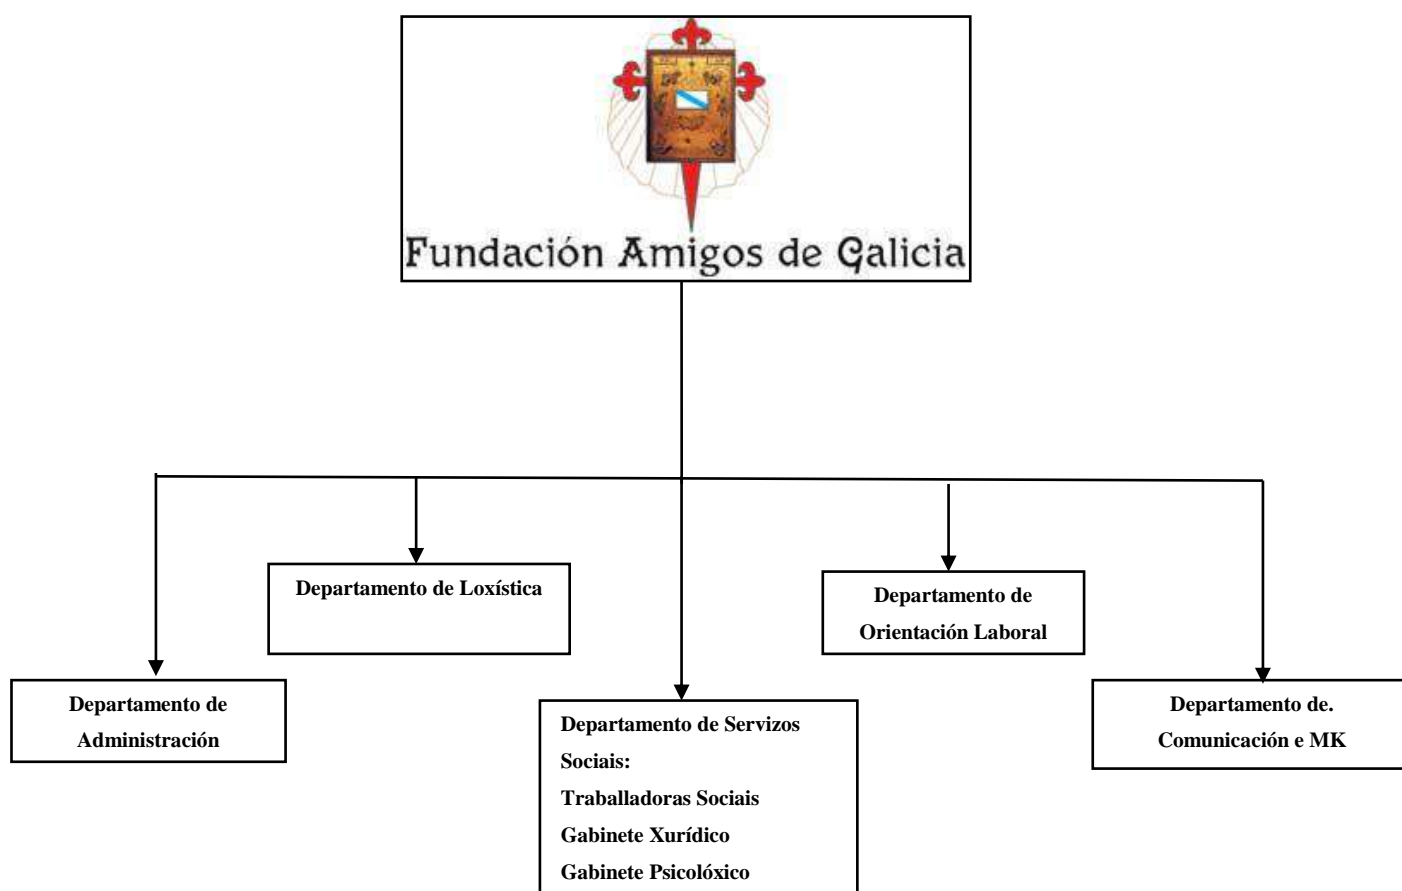 Fundación Amigos de Galicia
Departamento de Loxística
Departamento de
Orientación Laboral
Departamento de
Administración
Departamento de Servizos
Sociais:
Traballadoras Sociais
Gabinete Xurídico
Gabinete Psicolóxico
Departamento de.
Comunicación e MK